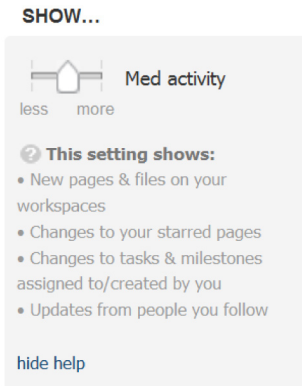 SHOW...
Med activity
less more
? This setting shows:
• New pages & files on your
workspaces
• Changes to your starred pages
• Changes to tasks & milestones
assigned to/created by you
• Updates from people you follow
hide help